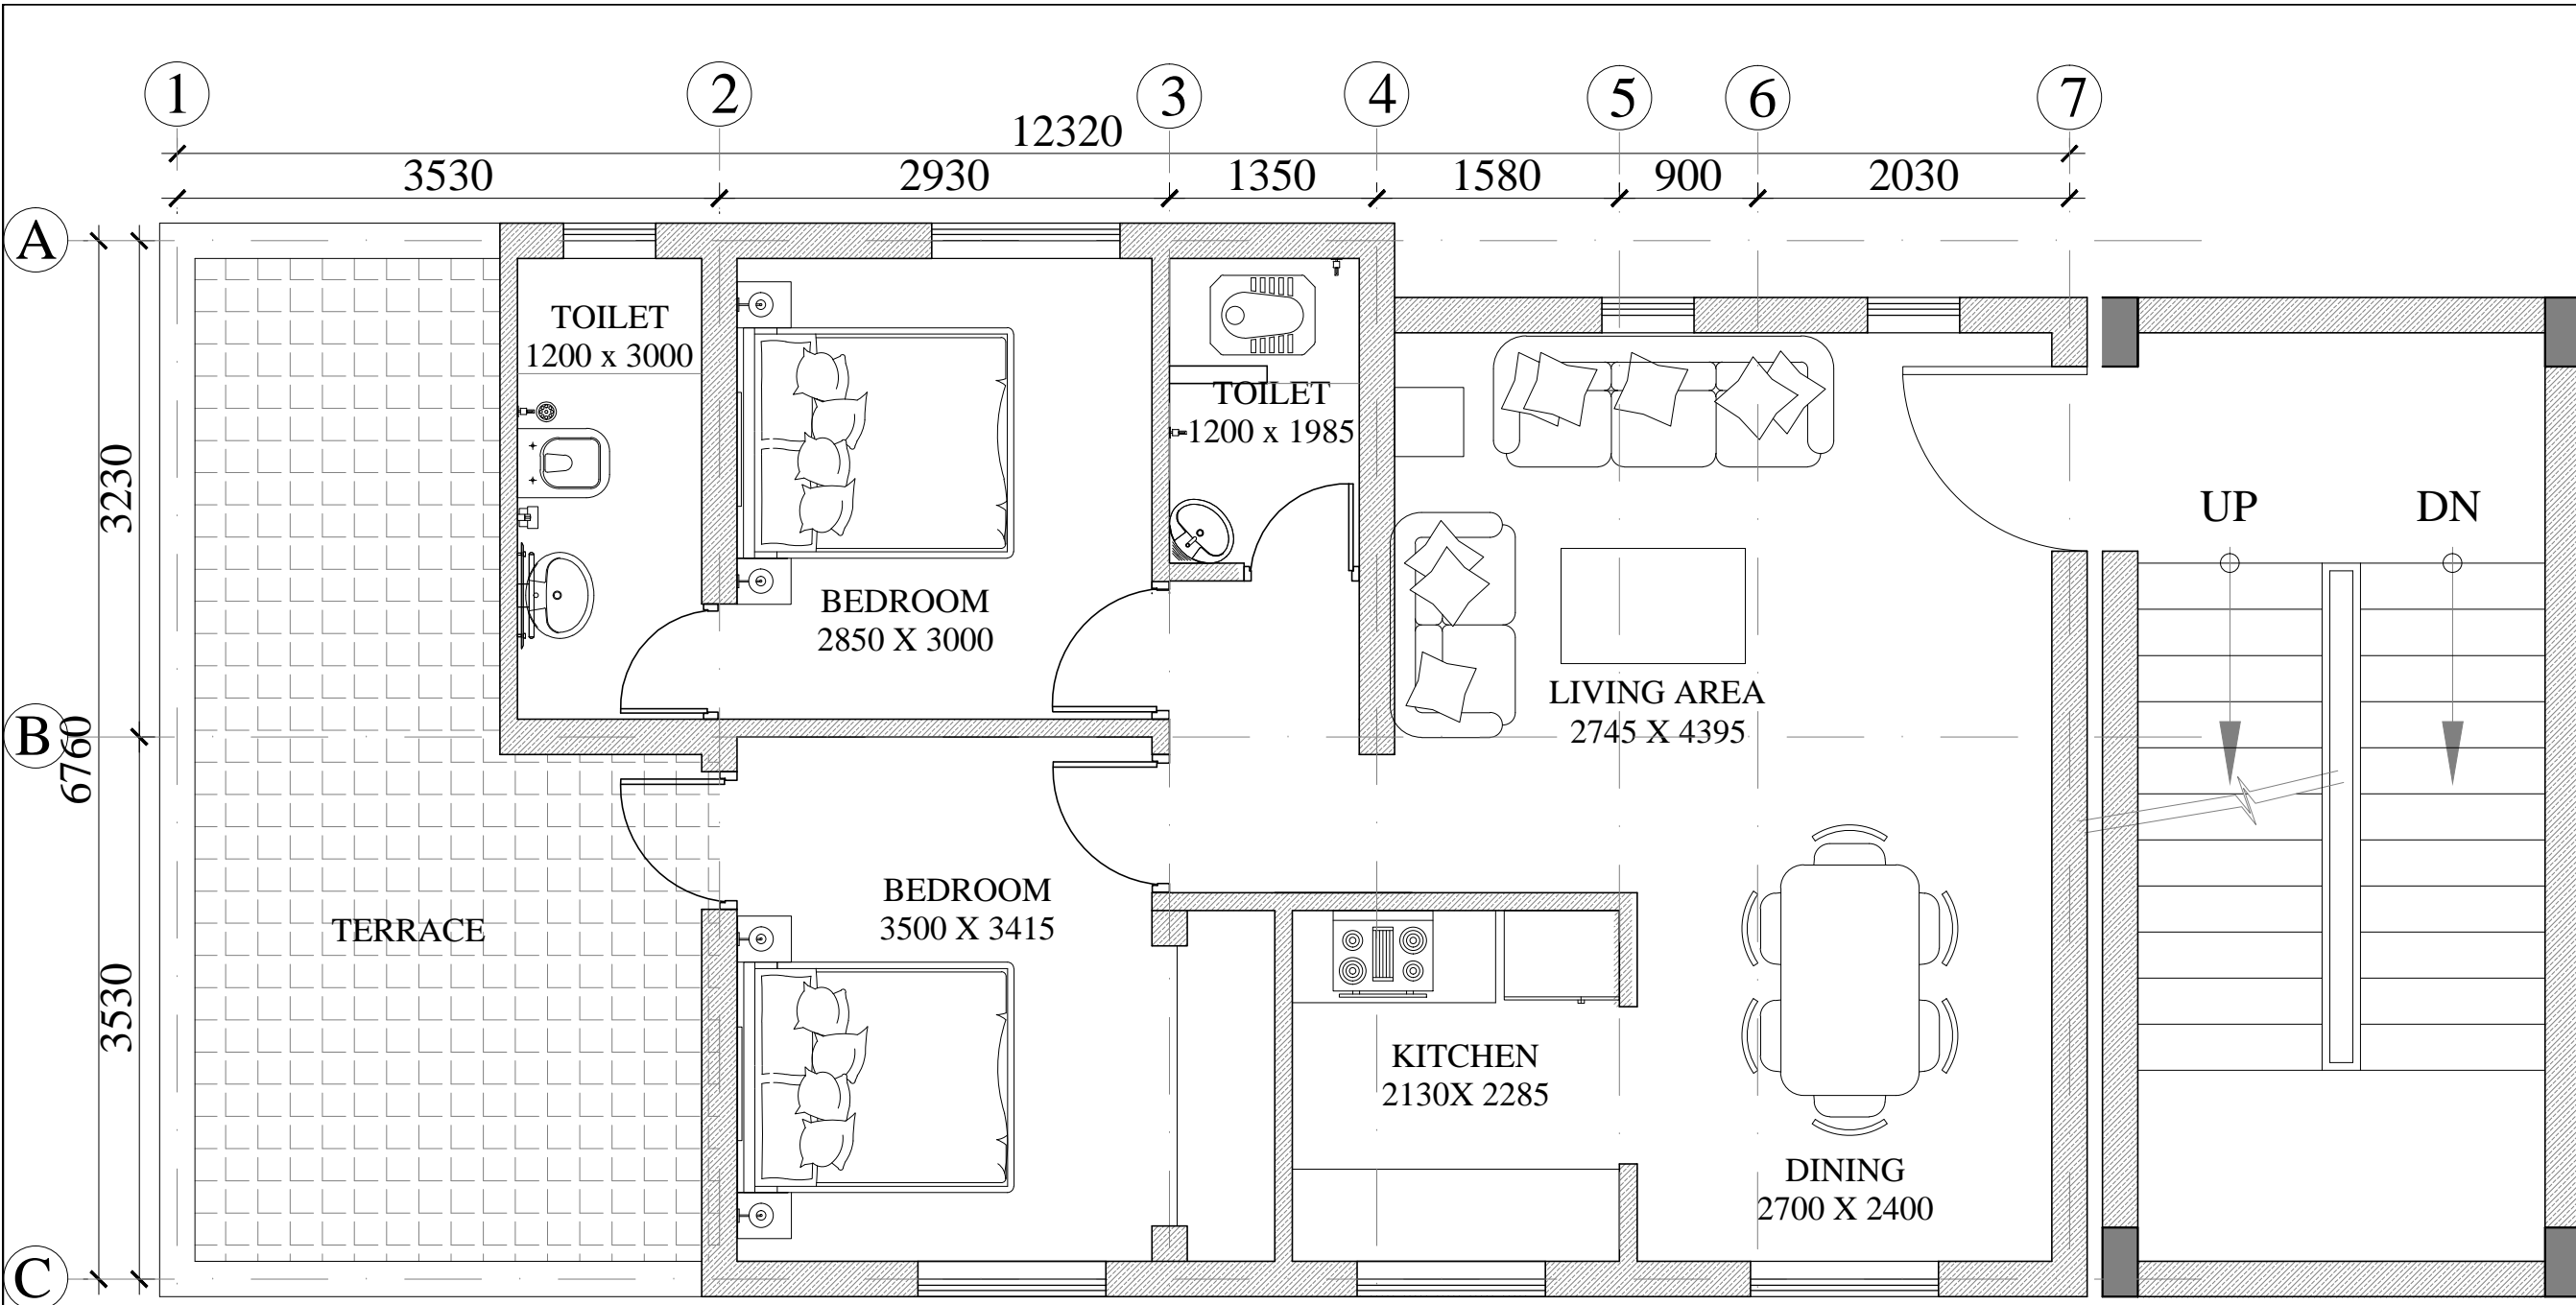 1 2 3 4 5 6 7
12320
3530 2930 1350 1580 900 2030
A
TOILET
1200 x 3000
TOILET
1200 x 1985
3230
UP DN
BEDROOM
2850 X 3000
LIVING AREA
2745 X 4395
B
6760
BEDROOM
3500 X 3415
TERRACE
3530
KITCHEN
2130X 2285
DINING
2700 X 2400
C